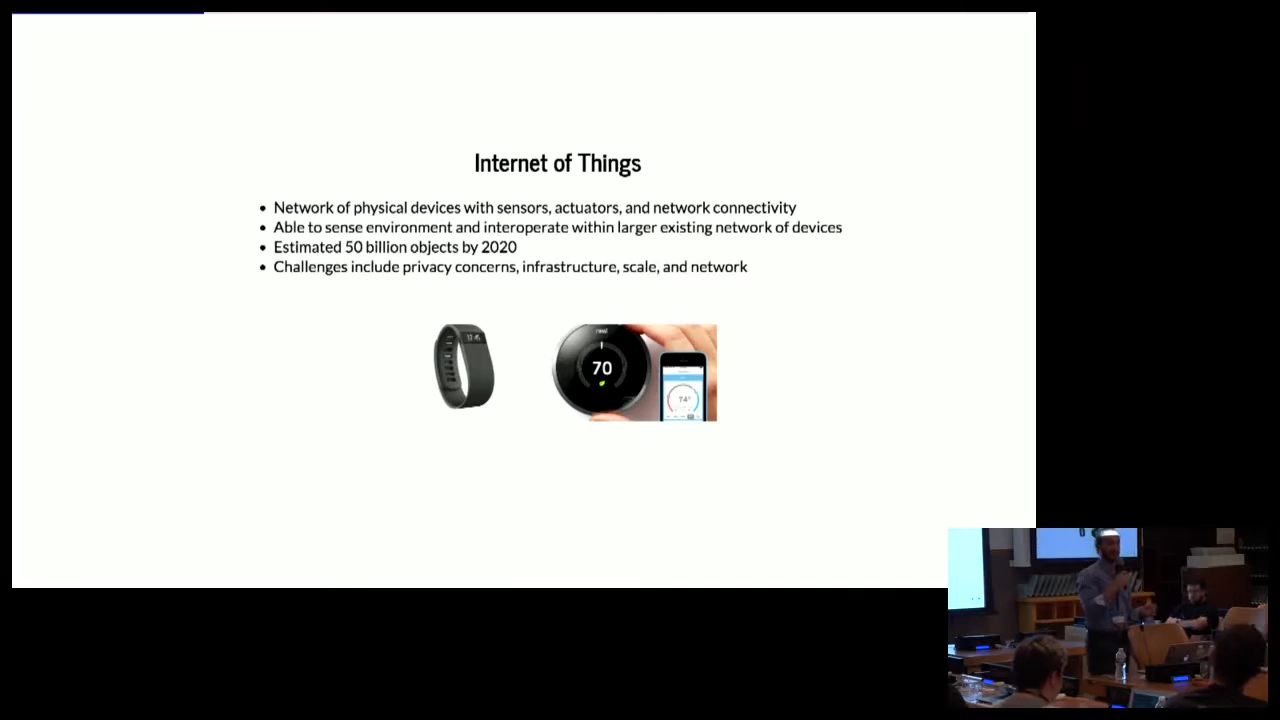 Internet of Things
Network of physical devices with sensors, actuators, and network connectivity
Able to sense environment and interoperate within larger existing network of devices
Estimated 50 billion objects by 2020
Challenges include privacy concerns, infrastructure, scale, and network
nest
70
74°